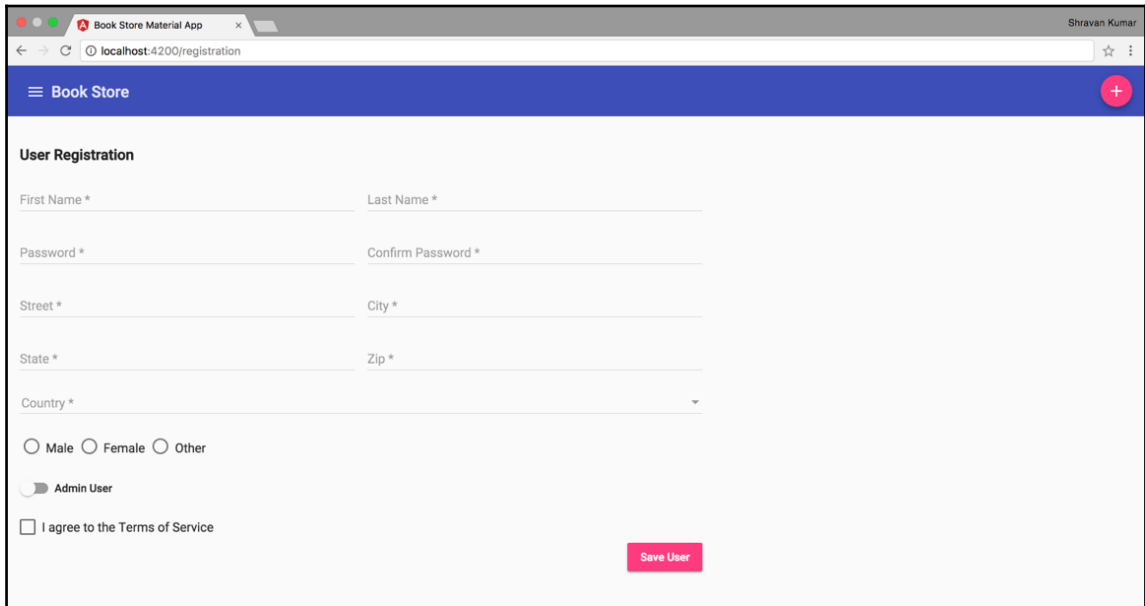 Book Store Material App
Shravan Kumar
localhost:4200/registration
Book Store
User Registration
First Name * Last Name *
Password * Confirm Password *
Street * City *
State * Zip *
Country *
Male Female Other
Admin User
I agree to the Terms of Service
Save User